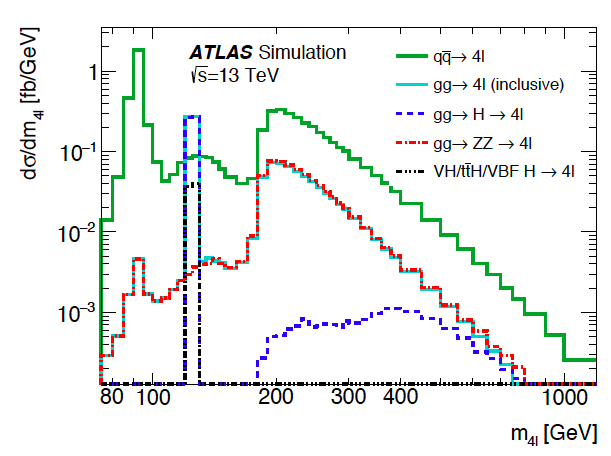 dσ/dm₄ₗ [fb/GeV]
ATLAS Simulation
√s=13 TeV
qq̅→ 4l
gg→ 4l (inclusive)
gg→ H → 4l
gg→ ZZ → 4l
VH/tt̅H/VBF H → 4l
1
10⁻¹
10⁻²
10⁻³
80 100 200 300 400 1000
m₄ₗ [GeV]